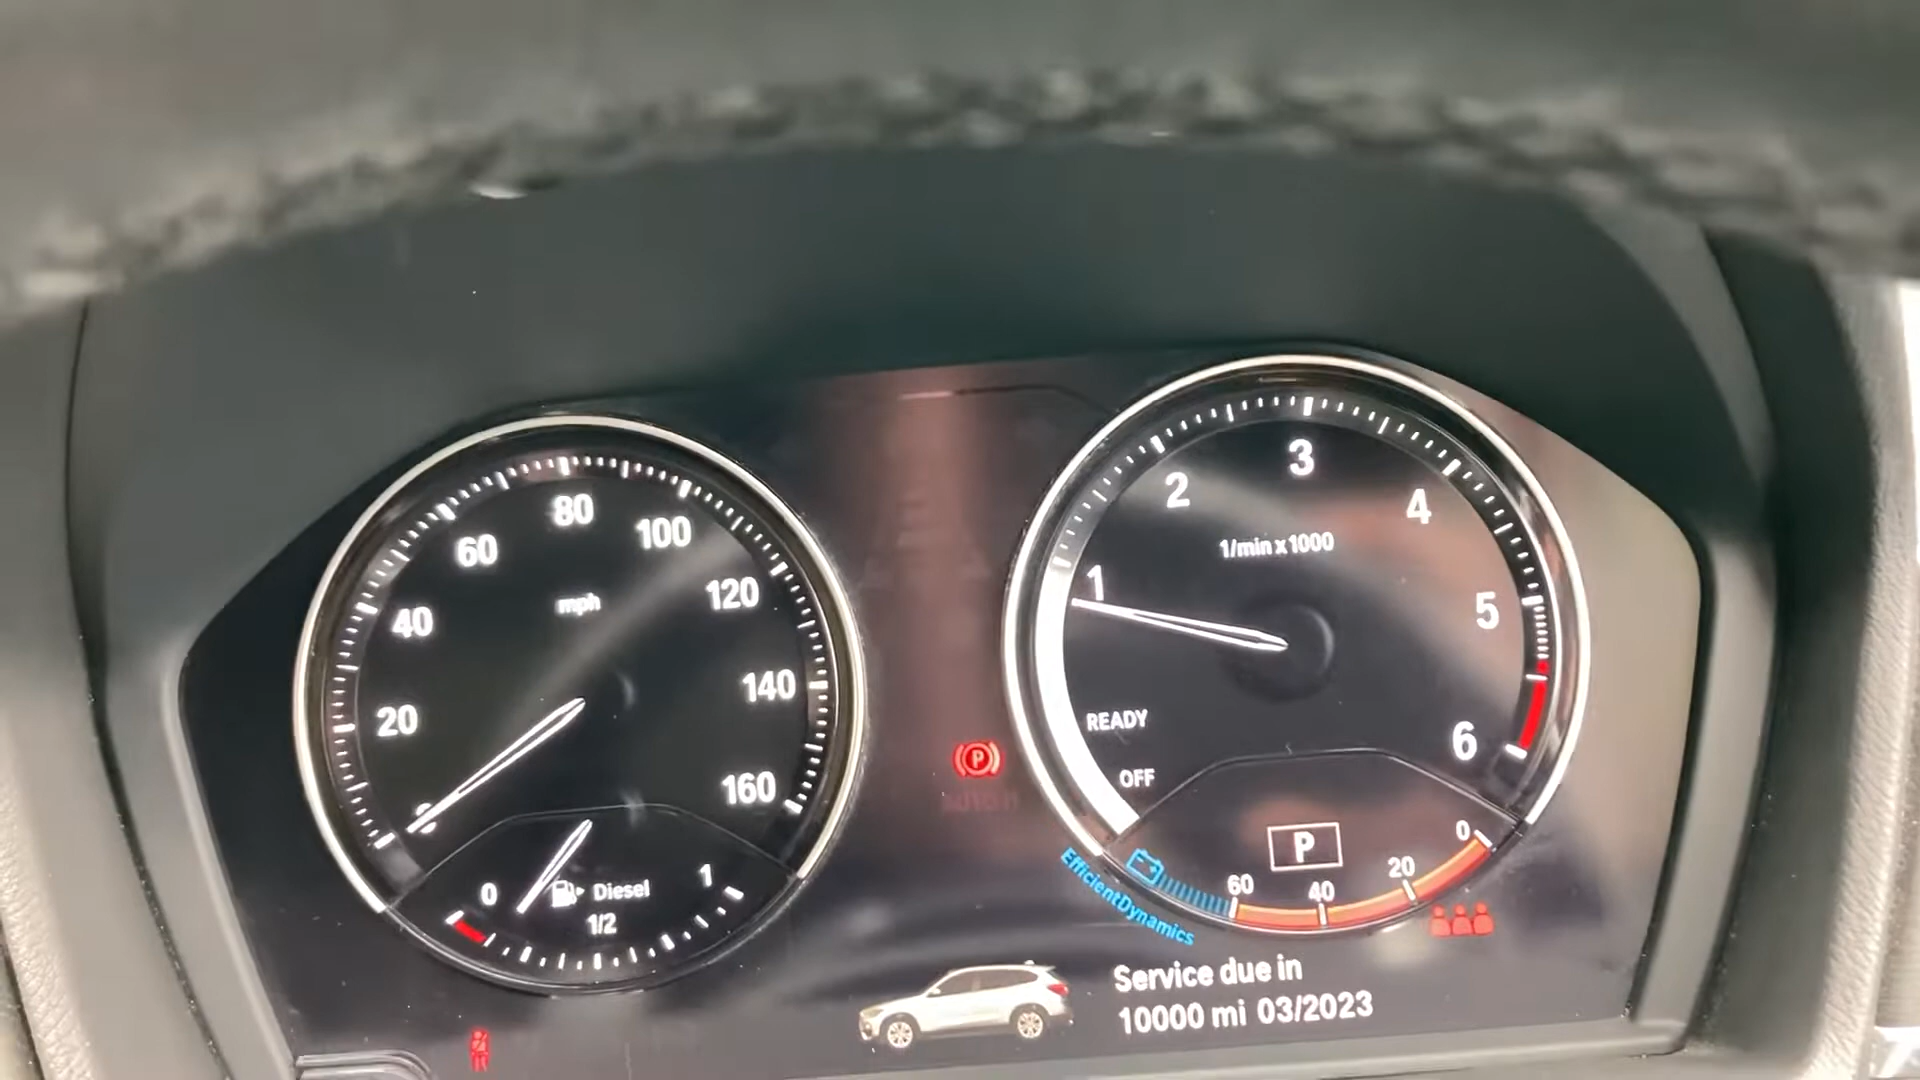 80
60
100
40
mph
120
20
140
160
0
Diesel
1
1/2
P
3
2
4
1/min x 1000
1
5
READY
6
OFF
P
0
20
60
40
EfficientDynamics
Service due in
10000 mi 03/2023